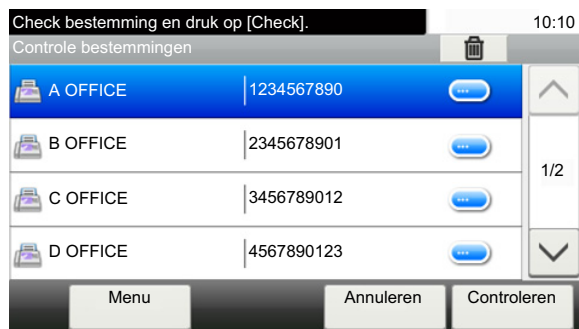 Check bestemming en druk op [Check]. 10:10
Controle bestemmingen
A OFFICE 1234567890
B OFFICE 2345678901
1/2
C OFFICE 3456789012
D OFFICE 4567890123
Menu Annuleren Controleren